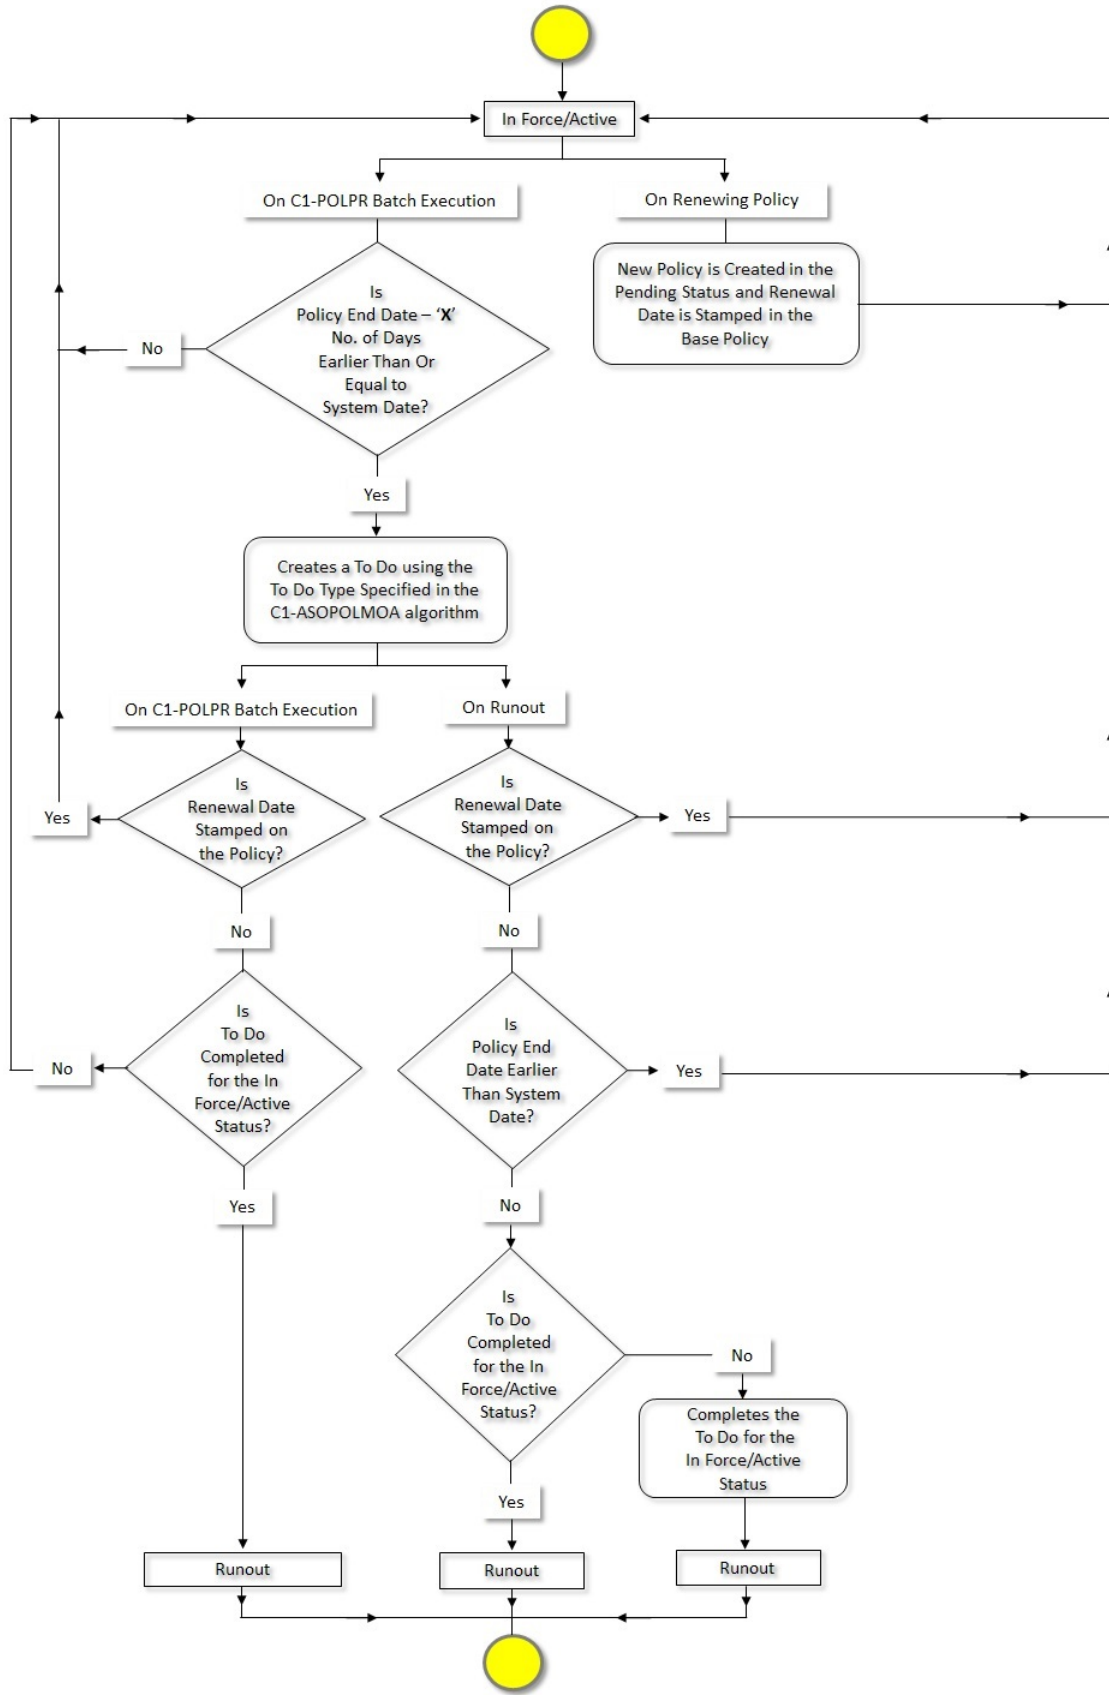 In Force/Active
On C1-POLPR Batch Execution
On Renewing Policy
Is
Policy End Date – ‘X’
No. of Days
Earlier Than Or
Equal to
System Date?
New Policy is Created in the
Pending Status and Renewal
Date is Stamped in the
Base Policy
No
Yes
Creates a To Do using the
To Do Type Specified in the
C1-ASOPOLMOA algorithm
On C1-POLPR Batch Execution
On Runout
Is
Renewal Date
Stamped on
the Policy?
Yes
Is
Renewal Date
Stamped on
the Policy?
Yes
No
No
Is
To Do
Completed
for the In
Force/Active
Status?
No
Is
Policy End
Date Earlier
Than System
Date?
Yes
Yes
No
Is
To Do
Completed
for the In
Force/Active
Status?
No
Completes the
To Do for the
In Force/Active
Status
Yes
Runout
Runout
Runout